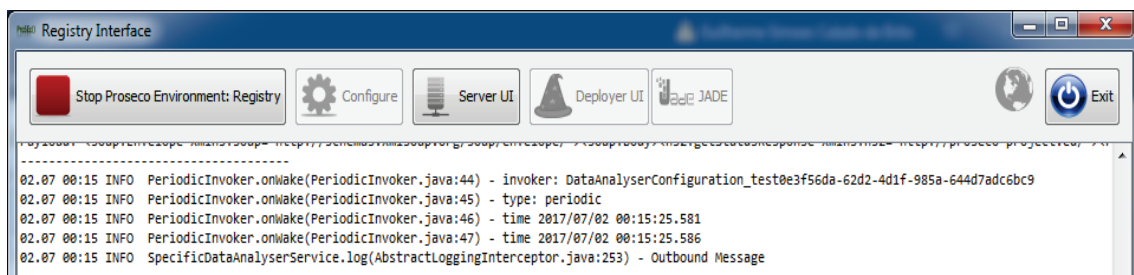 Registry Interface
Stop Proseco Environment: Registry
Configure
Server UI
Deployer UI
JADE
Exit
---------------------------------
02.07 00:15 INFO PeriodicInvoker.onWake(PeriodicInvoker.java:44) - invoker: DataAnalyserConfiguration_test0e3f56da-62d2-4d1f-985a-644d7adc6bc9
02.07 00:15 INFO PeriodicInvoker.onWake(PeriodicInvoker.java:45) - type: periodic
02.07 00:15 INFO PeriodicInvoker.onWake(PeriodicInvoker.java:46) - time 2017/07/02 00:15:25.581
02.07 00:15 INFO PeriodicInvoker.onWake(PeriodicInvoker.java:47) - time 2017/07/02 00:15:25.586
02.07 00:15 INFO SpecificDataAnalyserService.log(AbstractLoggingInterceptor.java:253) - Outbound Message